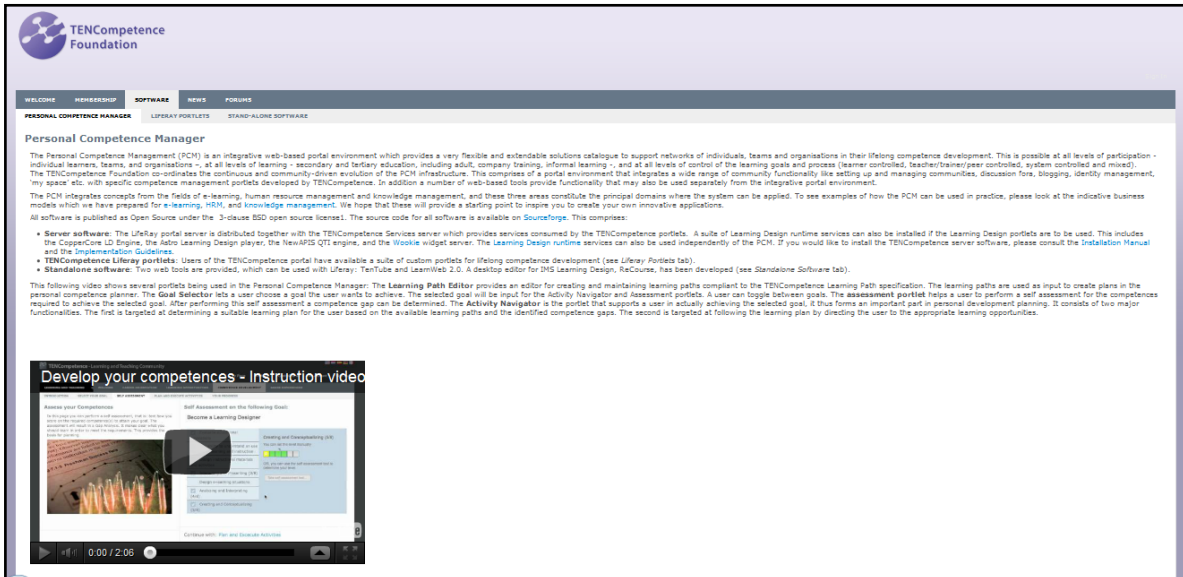 TENCompetence
Foundation
WELCOME MEMBERSHIP SOFTWARE NEWS FORUMS
PERSONAL COMPETENCE MANAGER LIFERAY PORTLETS STAND-ALONE SOFTWARE
Personal Competence Manager
The Personal Competence Management (PCM) is an integrative web-based portal environment which provides a very flexible and extendable solutions catalogue to support networks of individuals, teams and organisations in their lifelong competence development. This is possible at all levels of participation -
individual learners, teams, and organisations –, at all levels of learning - secondary and tertiary education, including adult, company training, informal learning -, and at all levels of control of the learning goals and process (learner controlled, teacher/trainer/peer controlled, system controlled and mixed).
The TENCompetence Foundation co-ordinates the continuous and community-driven evolution of the PCM infrastructure. This comprises of a portal environment that integrates a wide range of community functionality like setting up and managing communities, discussion fora, blogging, identity management,
'my space' etc. with specific competence management portlets developed by TENCompetence. In addition a number of web-based tools provide functionality that may also be used separately from the integrative portal environment.
The PCM integrates concepts from the fields of e-learning, human resource management and knowledge management, and these three areas constitute the principal domains where the system can be applied. To see examples of how the PCM can be used in practice, please look at the indicative business
models which we have prepared for e-learning, HRM, and knowledge management. We hope that these will provide a starting point to inspire you to create your own innovative applications.
All software is published as Open Source under the 3-clause BSD open source license1. The source code for all software is available on Sourceforge. This comprises:
• Server software: The LifeRay portal server is distributed together with the TENCompetence Services server which provides services consumed by the TENCompetence portlets. A suite of Learning Design runtime services can also be installed if the Learning Design portlets are to be used. This includes
the CopperCore LD Engine, the Astro Learning Design player, the NewAPIS QTI engine, and the Wookie widget server. The Learning Design runtime services can also be used independently of the PCM. If you would like to install the TENCompetence server software, please consult the Installation Manual
and the Implementation Guidelines.
• TENCompetence Liferay portlets: Users of the TENCompetence portal have available a suite of custom portlets for lifelong competence development (see Liferay Portlets tab).
• Standalone software: Two web tools are provided, which can be used with Liferay: TenTube and LearnWeb 2.0. A desktop editor for IMS Learning Design, ReCourse, has been developed (see Standalone Software tab).
This following video shows several portlets being used in the Personal Competence Manager: The Learning Path Editor provides an editor for creating and maintaining learning paths compliant to the TENCompetence Learning Path specification. The learning paths are used as input to create plans in the
personal competence planner. The Goal Selector lets a user choose a goal the user wants to achieve. The selected goal will be input for the Activity Navigator and Assessment portlets. A user can toggle between goals. The assessment portlet helps a user to perform a self assessment for the competences
required to achieve the selected goal. After performing this self assessment a competence gap can be determined. The Activity Navigator is the portlet that supports a user in actually achieving the selected goal, it thus forms an important part in personal development planning. It consists of two major
functionalities. The first is targeted at determining a suitable learning plan for the user based on the available learning paths and the identified competence gaps. The second is targeted at following the learning plan by directing the user to the appropriate learning opportunities.
Develop your competences - Instruction video
Assess your Competences
Self Assessment on the following Goal:
Become a Learning Designer
Continue with: Plan and Execute Activities
0:00 / 2:06